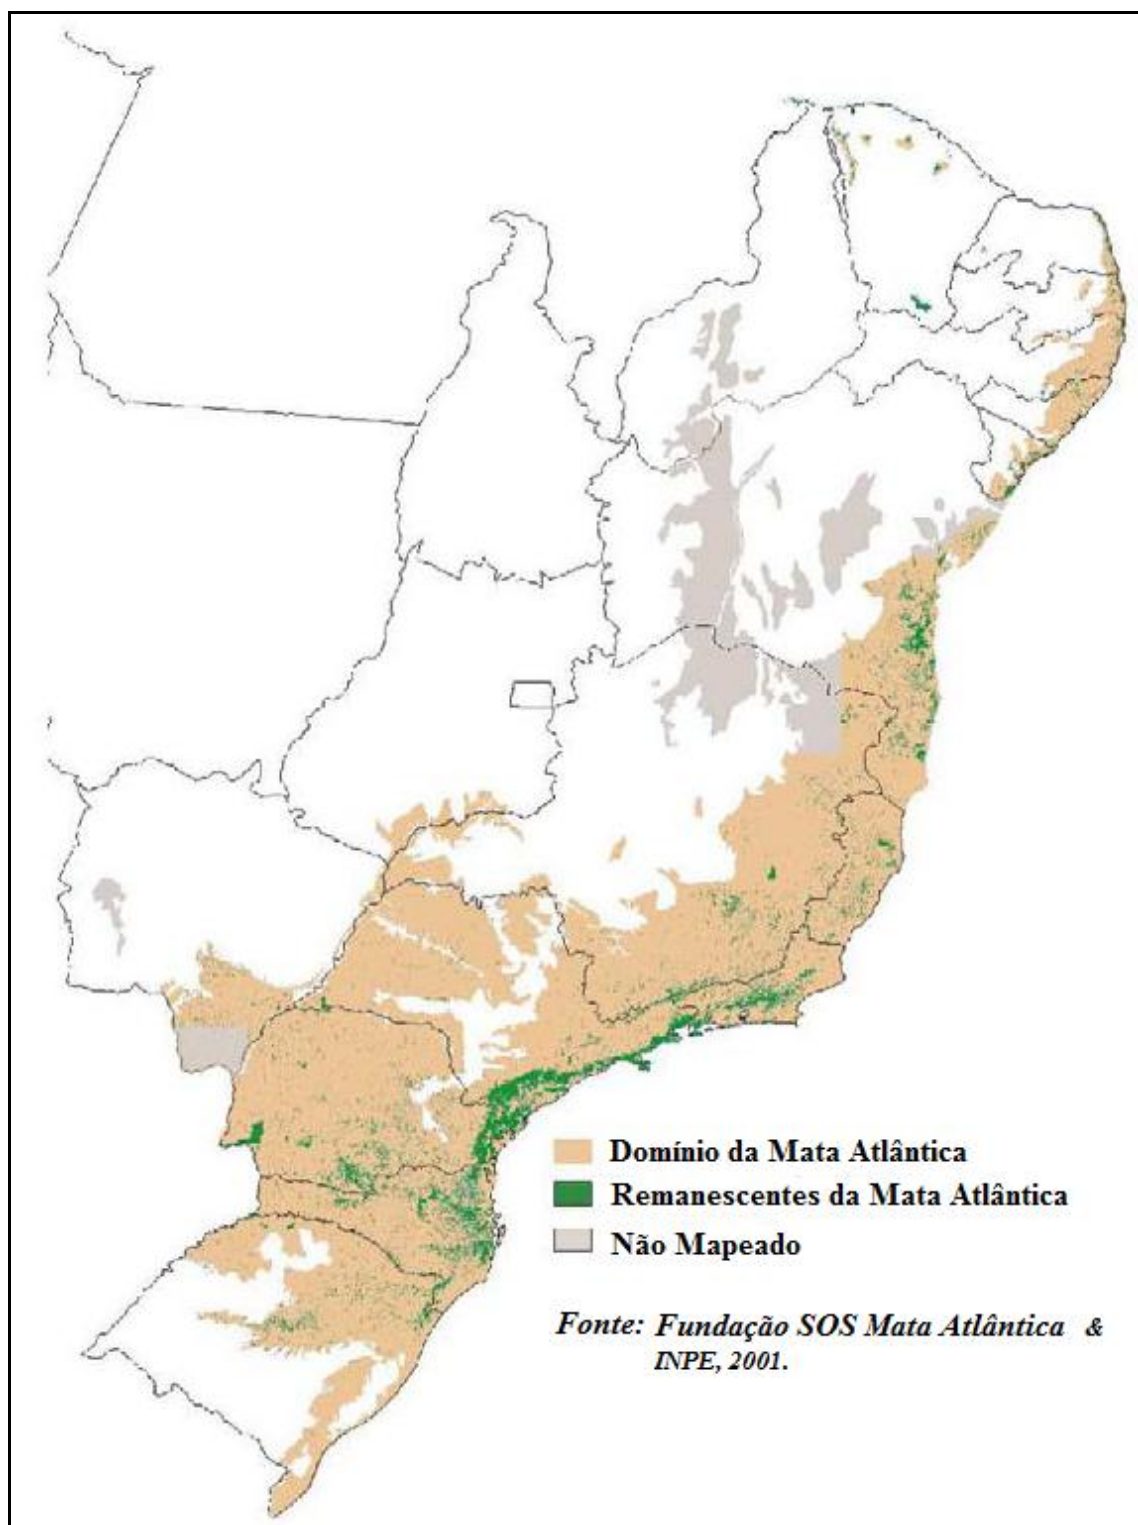 Domínio da Mata Atlântica
Remanescentes da Mata Atlântica
Não Mapeado
Fonte: Fundação SOS Mata Atlântica &
INPE, 2001.